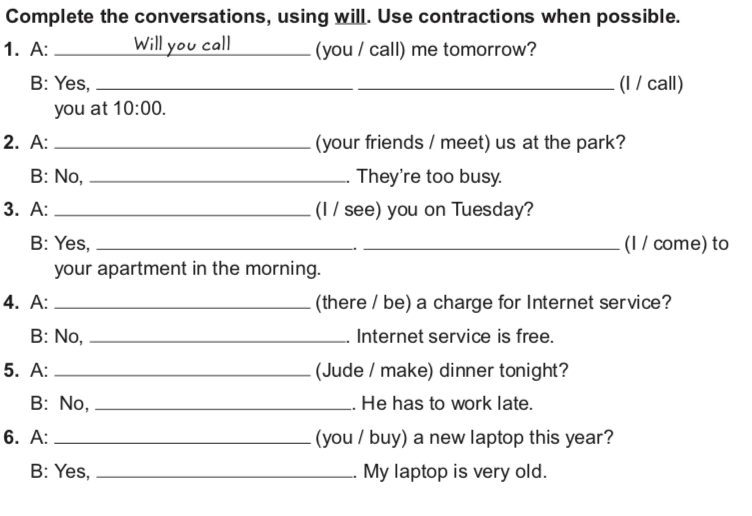 Complete the conversations, using will. Use contractions when possible.
1. A: Will you call (you / call) me tomorrow?
B: Yes, ____________ ____________ (I / call)
you at 10:00.
2. A: ____________ (your friends / meet) us at the park?
B: No, ____________. They're too busy.
3. A: ____________ (I / see) you on Tuesday?
B: Yes, ____________. ____________ (I / come) to
your apartment in the morning.
4. A: ____________ (there / be) a charge for Internet service?
B: No, ____________. Internet service is free.
5. A: ____________ (Jude / make) dinner tonight?
B: No, ____________. He has to work late.
6. A: ____________ (you / buy) a new laptop this year?
B: Yes, ____________. My laptop is very old.